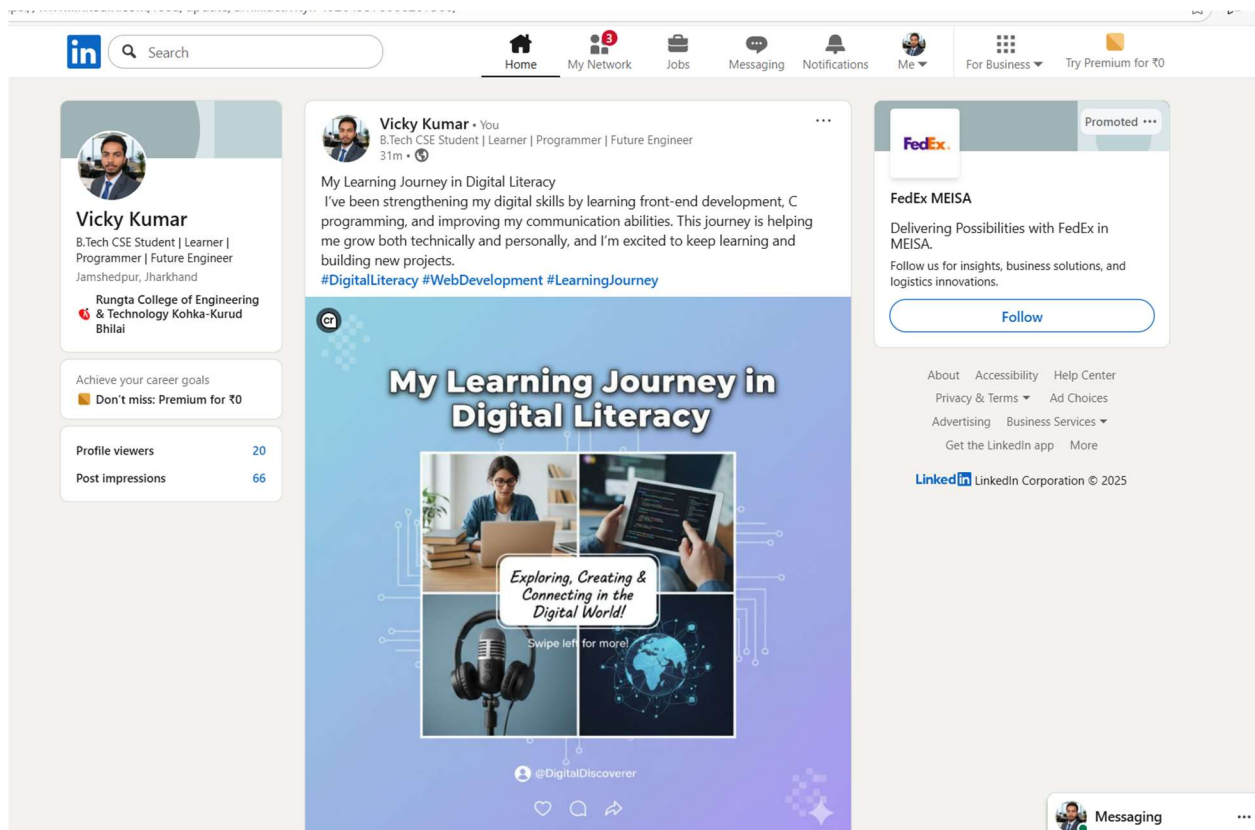 in
Search
Home
3
My Network
Jobs
Messaging
Notifications
Me
For Business
Try Premium for ₹0
Vicky Kumar
B.Tech CSE Student | Learner |
Programmer | Future Engineer
Jamshedpur, Jharkhand
Rungta College of Engineering
& Technology Kohka-Kurud
Bhilai
Achieve your career goals
Don't miss: Premium for ₹0
Profile viewers 20
Post impressions 66
Vicky Kumar • You
B.Tech CSE Student | Learner | Programmer | Future Engineer
31m •
My Learning Journey in Digital Literacy
I've been strengthening my digital skills by learning front-end development, C
programming, and improving my communication abilities. This journey is helping
me grow both technically and personally, and I'm excited to keep learning and
building new projects.
#DigitalLiteracy #WebDevelopment #LearningJourney
cr
My Learning Journey in
Digital Literacy
Exploring, Creating &
Connecting in the
Digital World!
Swipe left for more!
@DigitalDiscoverer
Promoted
FedEx.
FedEx MEISA
Delivering Possibilities with FedEx in
MEISA.
Follow us for insights, business solutions, and
logistics innovations.
Follow
About Accessibility Help Center
Privacy & Terms Ad Choices
Advertising Business Services
Get the LinkedIn app More
Linked in LinkedIn Corporation © 2025
Messaging